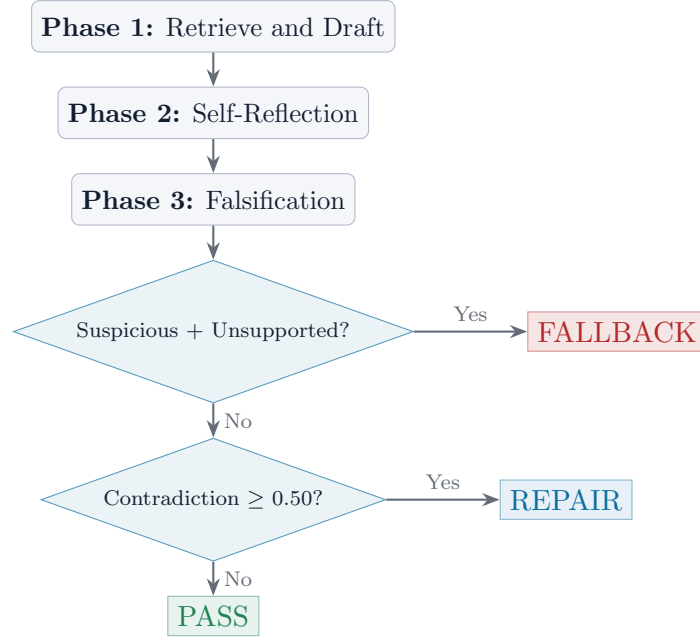 Phase 1: Retrieve and Draft
Phase 2: Self-Reflection
Phase 3: Falsification
Suspicious + Unsupported?
Yes
FALLBACK
No
Contradiction ≥ 0.50?
Yes
REPAIR
No
PASS